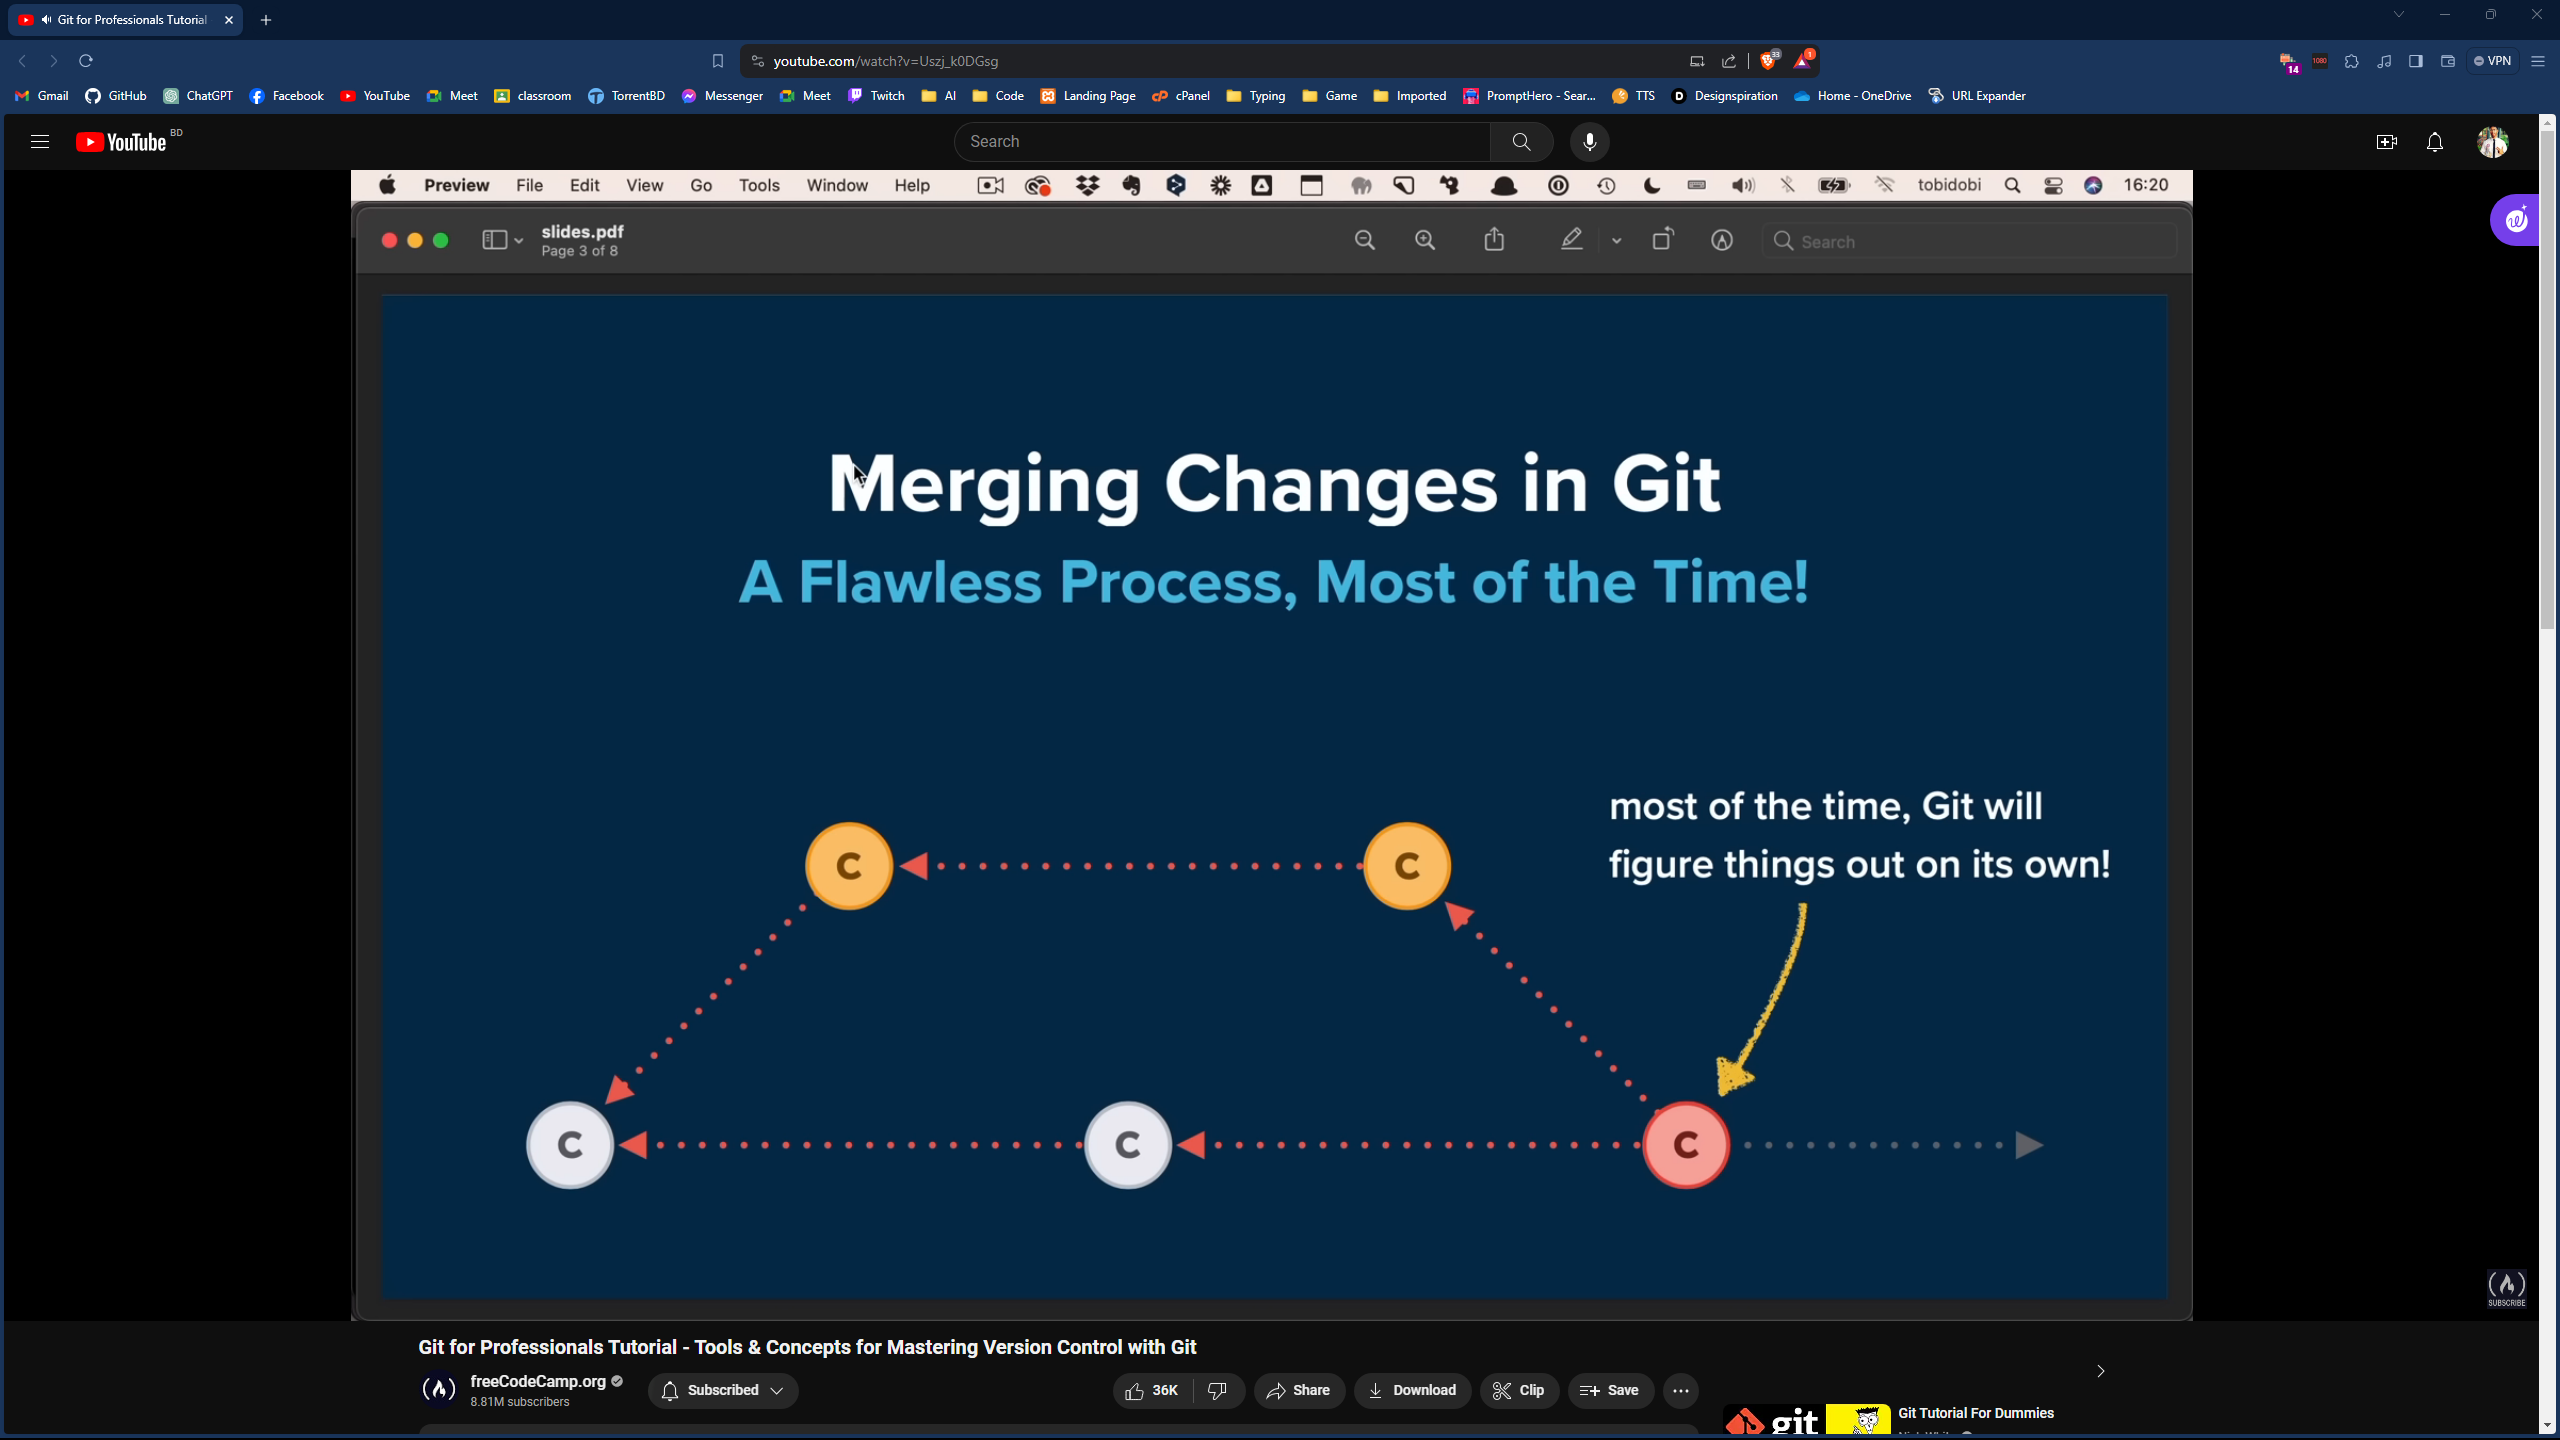 Git for Professionals Tutorial
youtube.com/watch?v=Uszj_k0DGsg
33
1
14
1080
VPN
Gmail GitHub ChatGPT Facebook YouTube Meet classroom TorrentBD Messenger Meet Twitch AI Code Landing Page cPanel Typing Game Imported PromptHero - Sear... TTS Designspiration Home - OneDrive URL Expander
YouTube BD
Search
Preview File Edit View Go Tools Window Help tobidobi 16:20
slides.pdf
Page 3 of 8
Search
Merging Changes in Git
A Flawless Process, Most of the Time!
most of the time, Git will
figure things out on its own!
C C
C C C
SUBSCRIBE
Git for Professionals Tutorial - Tools & Concepts for Mastering Version Control with Git
freeCodeCamp.org
8.81M subscribers
Subscribed
36K Share Download Clip Save
git
Git Tutorial For Dummies